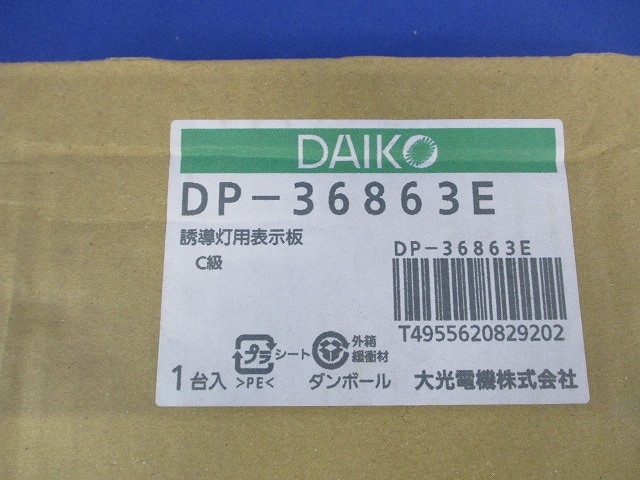 DAIKO
DP-36863E
誘導灯用表示板
C級
DP-36863E
T4955620829202
プラ シート 外箱 緩衝材
1台入 >PE< ダンボール 大光電機株式会社